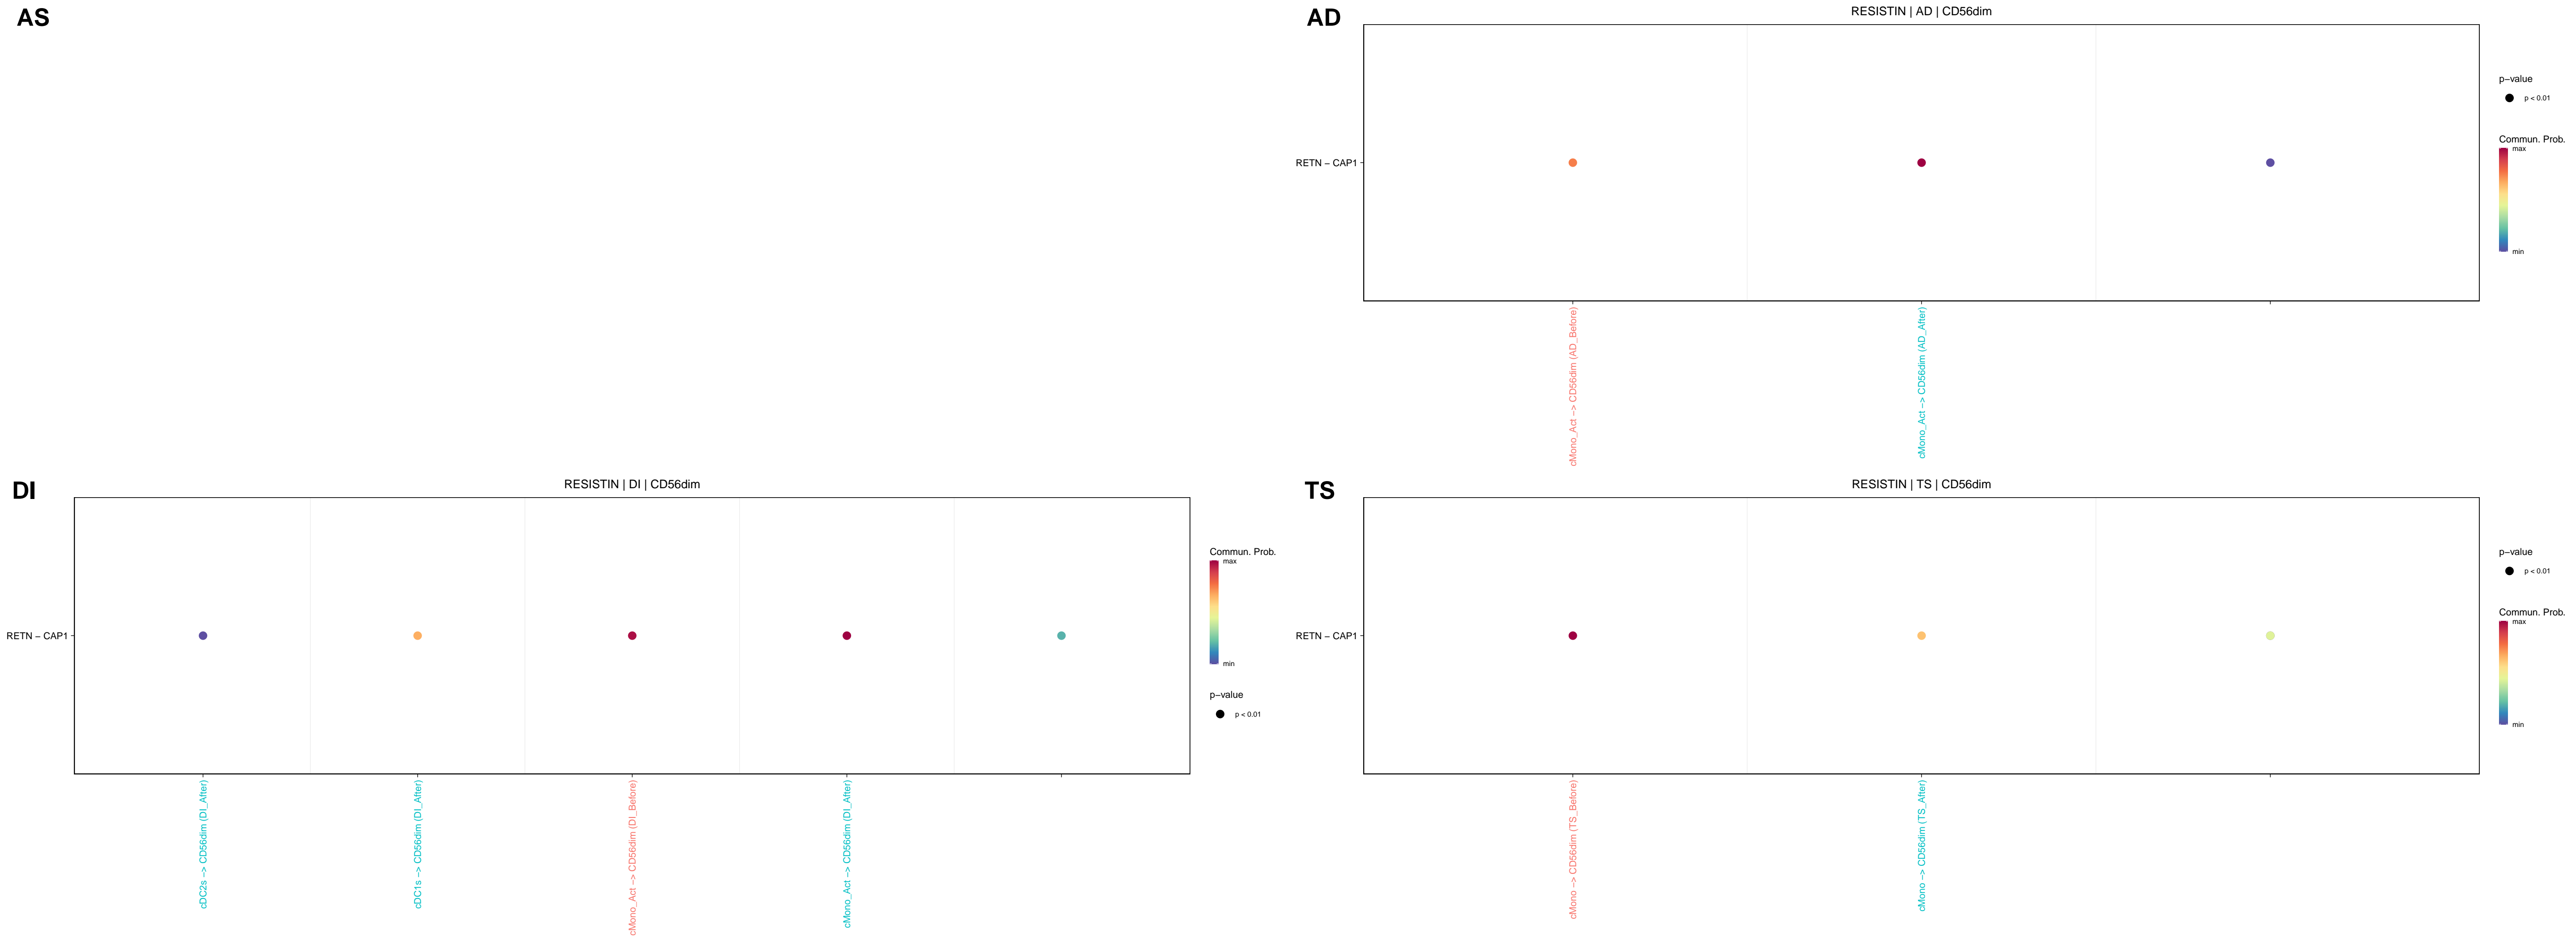 AS
AD
RESISTIN | AD | CD56dim
RETN − CAP1
cMono_Act −> CD56dim (AD_Before)
cMono_Act −> CD56dim (AD_After)
p−value
p < 0.01
Commun. Prob.
max
min
DI
RESISTIN | DI | CD56dim
RETN − CAP1
cDC2s −> CD56dim (DI_After)
cDC1s −> CD56dim (DI_After)
cMono_Act −> CD56dim (DI_Before)
cMono_Act −> CD56dim (DI_After)
Commun. Prob.
max
min
p−value
p < 0.01
TS
RESISTIN | TS | CD56dim
RETN − CAP1
cMono −> CD56dim (TS_Before)
cMono −> CD56dim (TS_After)
p−value
p < 0.01
Commun. Prob.
max
min